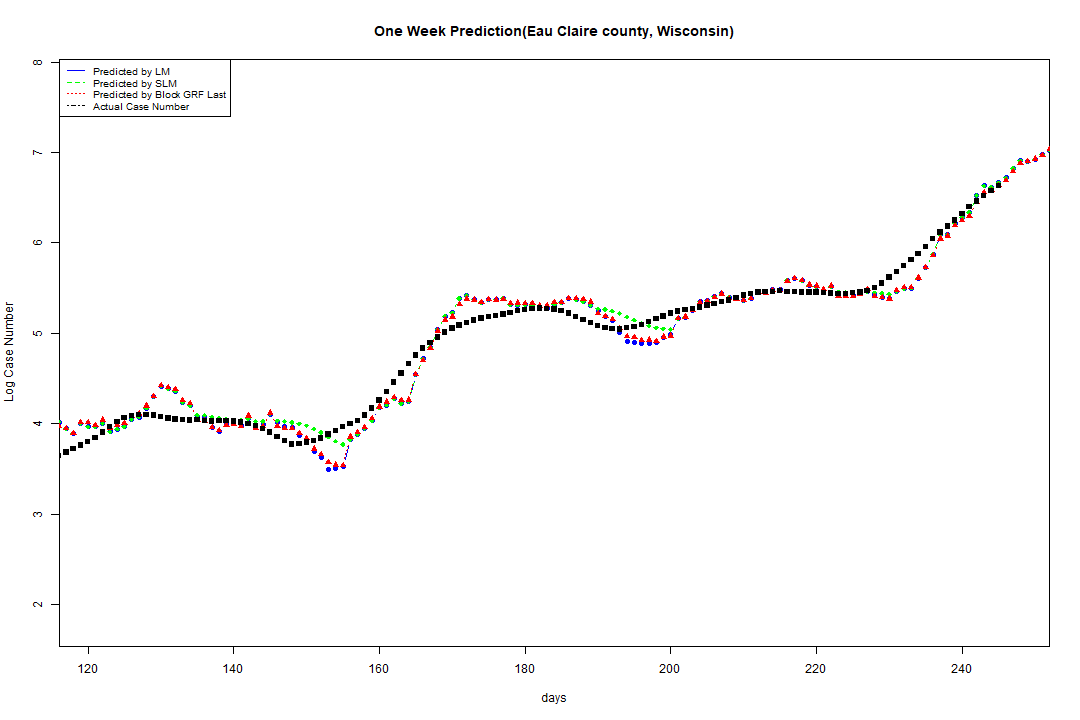 One Week Prediction(Eau Claire county, Wisconsin)
8
Predicted by LM
Predicted by SLM
Predicted by Block GRF Last
Actual Case Number
7
6
5
4
3
2
Log Case Number
120 140 160 180 200 220 240
days